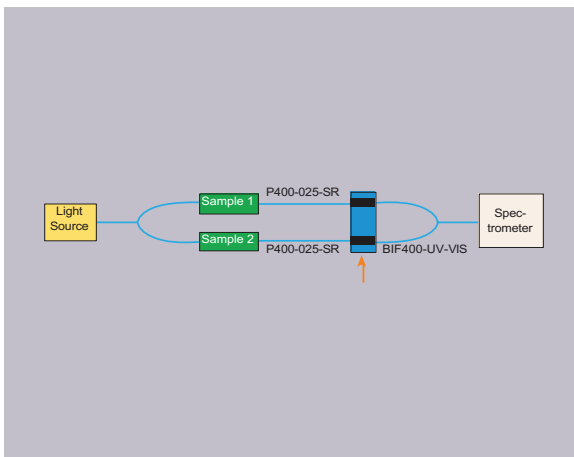 P400-025-SR
Sample 1
Light
Source
Spec-
trometer
Sample 2
P400-025-SR
BIF400-UV-VIS